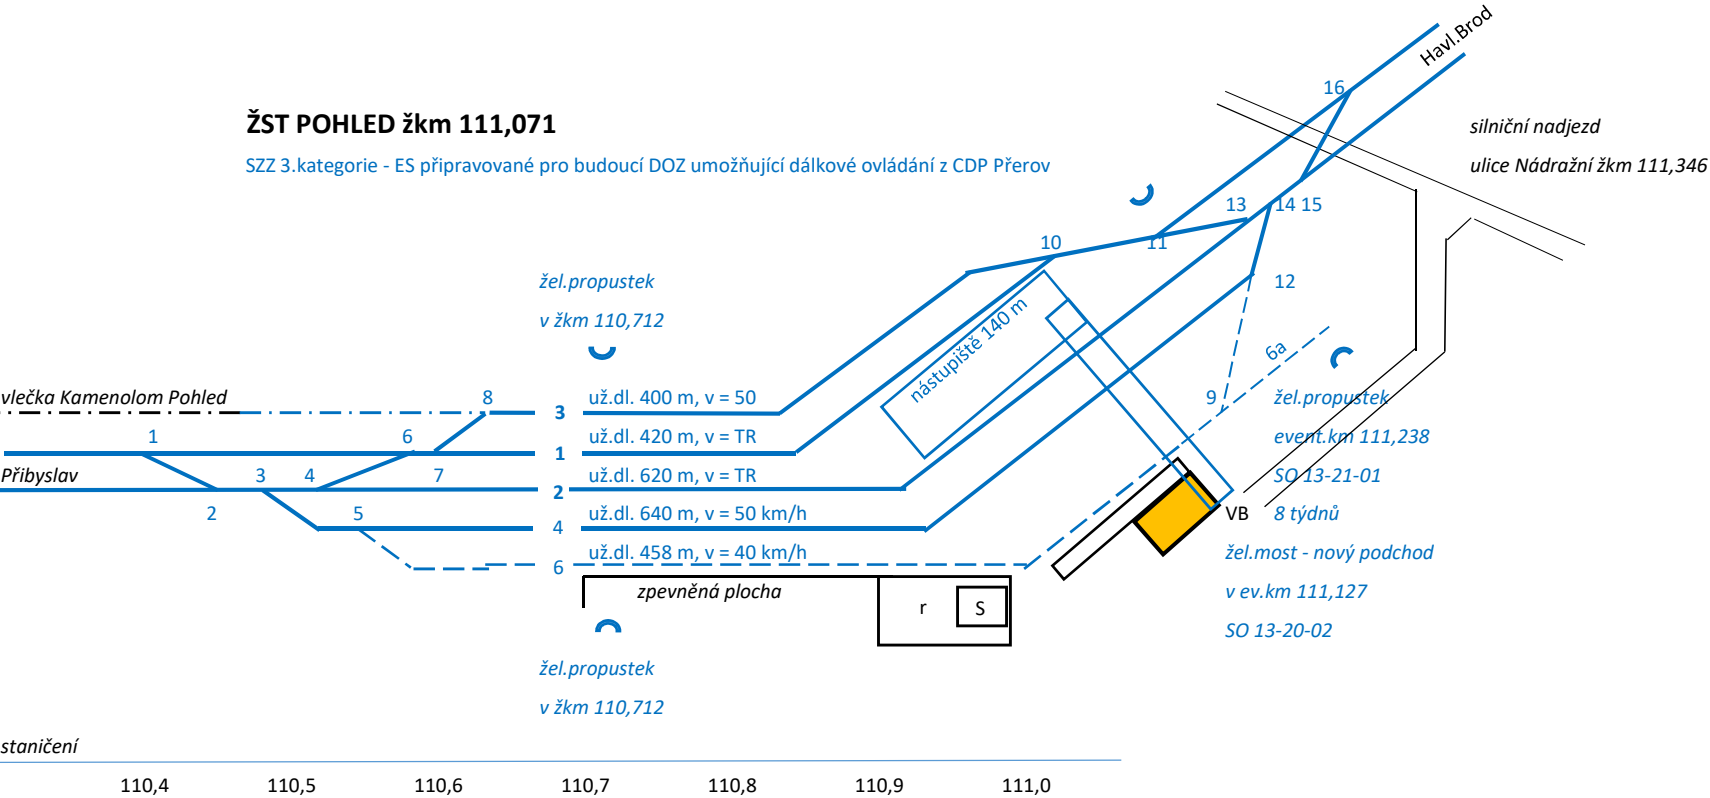 Havl.Brod
16
ŽST POHLED žkm 111,071
silniční nadjezd
SZZ 3.kategorie - ES připravované pro budoucí DOZ umožňující dálkové ovládání z CDP Přerov
ulice Nádražní žkm 111,346
13
14 15
10
11
žel.propustek
12
v žkm 110,712
nástupiště 140 m
6a
vlečka Kamenolom Pohled
8
3
už.dl. 400 m, v = 50
9
žel.propustek
1
6
1
už.dl. 420 m, v = TR
event.km 111,238
Přibyslav
3
4
7
2
už.dl. 620 m, v = TR
SO 13-21-01
2
5
4
už.dl. 640 m, v = 50 km/h
VB
8 týdnů
6
už.dl. 458 m, v = 40 km/h
žel.most - nový podchod
zpevněná plocha
v ev.km 111,127
r
S
SO 13-20-02
žel.propustek
v žkm 110,712
staničení
110,4
110,5
110,6
110,7
110,8
110,9
111,0